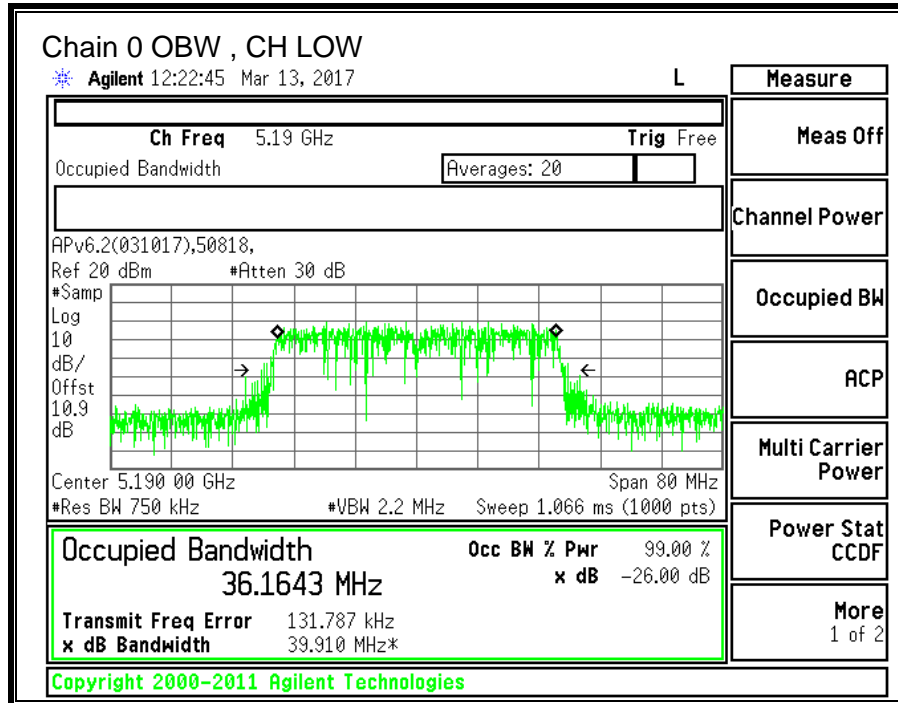 Chain 0 OBW , CH LOW
Agilent 12:22:45 Mar 13, 2017 L
Measure
Ch Freq 5.19 GHz Trig Free
Meas Off
Occupied Bandwidth Averages: 20
Channel Power
APv6.2(031017),50818,
Ref 20 dBm #Atten 30 dB
#Samp
Log
10
dB/
Offst
10.9
dB
Occupied BW
ACP
Center 5.190 00 GHz Span 80 MHz
#Res BW 750 kHz #VBW 2.2 MHz Sweep 1.066 ms (1000 pts)
Multi Carrier
Power
Occupied Bandwidth
36.1643 MHz
Occ BW % Pwr 99.00 %
x dB -26.00 dB
Transmit Freq Error 131.787 kHz
x dB Bandwidth 39.910 MHz*
Power Stat
CCDF
More
1 of 2
Copyright 2000-2011 Agilent Technologies